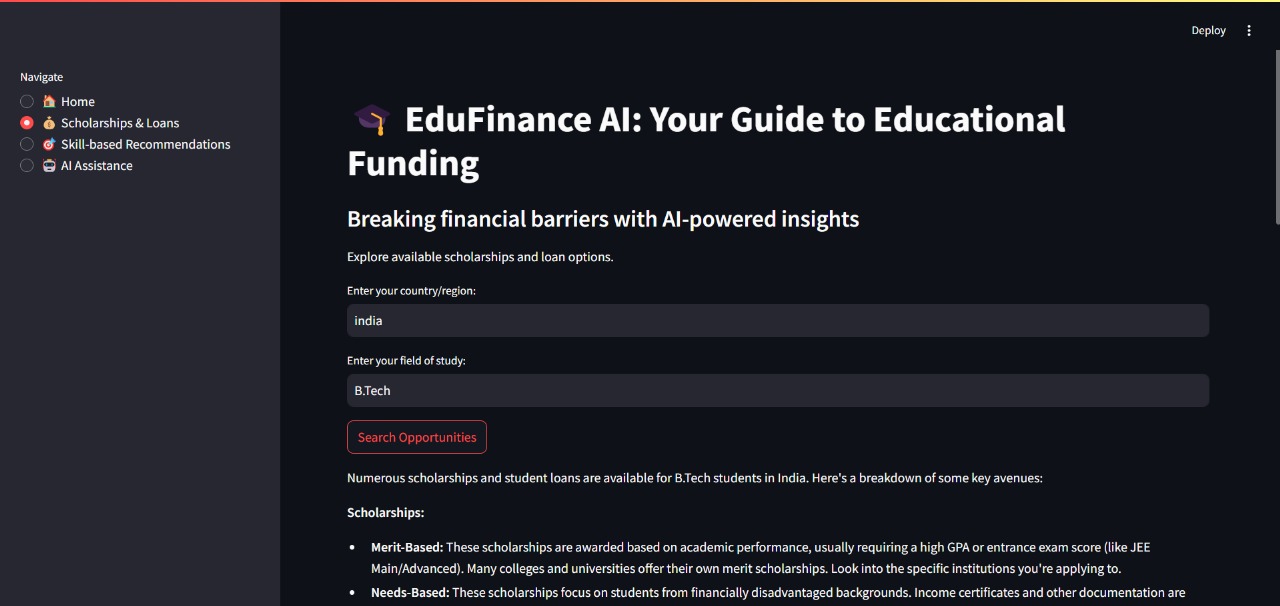 Deploy
Navigate
Home
Scholarships & Loans
Skill-based Recommendations
AI Assistance
EduFinance AI: Your Guide to Educational
Funding
Breaking financial barriers with AI-powered insights
Explore available scholarships and loan options.
Enter your country/region:
india
Enter your field of study:
B.Tech
Search Opportunities
Numerous scholarships and student loans are available for B.Tech students in India. Here's a breakdown of some key avenues:
Scholarships:
• Merit-Based: These scholarships are awarded based on academic performance, usually requiring a high GPA or entrance exam score (like JEE
Main/Advanced). Many colleges and universities offer their own merit scholarships. Look into the specific institutions you're applying to.
• Needs-Based: These scholarships focus on students from financially disadvantaged backgrounds. Income certificates and other documentation are